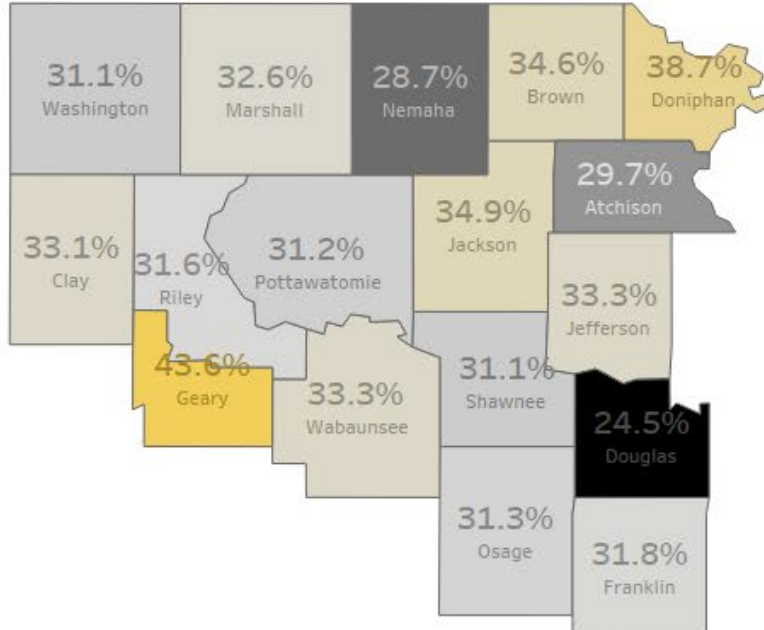 31.1%
Washington
32.6%
Marshall
28.7%
Nemaha
34.6%
Brown
38.7%
Doniphan
29.7%
Atchison
33.1%
Clay
31.6%
Riley
31.2%
Pottawatomie
34.9%
Jackson
33.3%
Jefferson
43.6%
Geary
33.3%
Wabaunsee
31.1%
Shawnee
24.5%
Douglas
31.3%
Osage
31.8%
Franklin